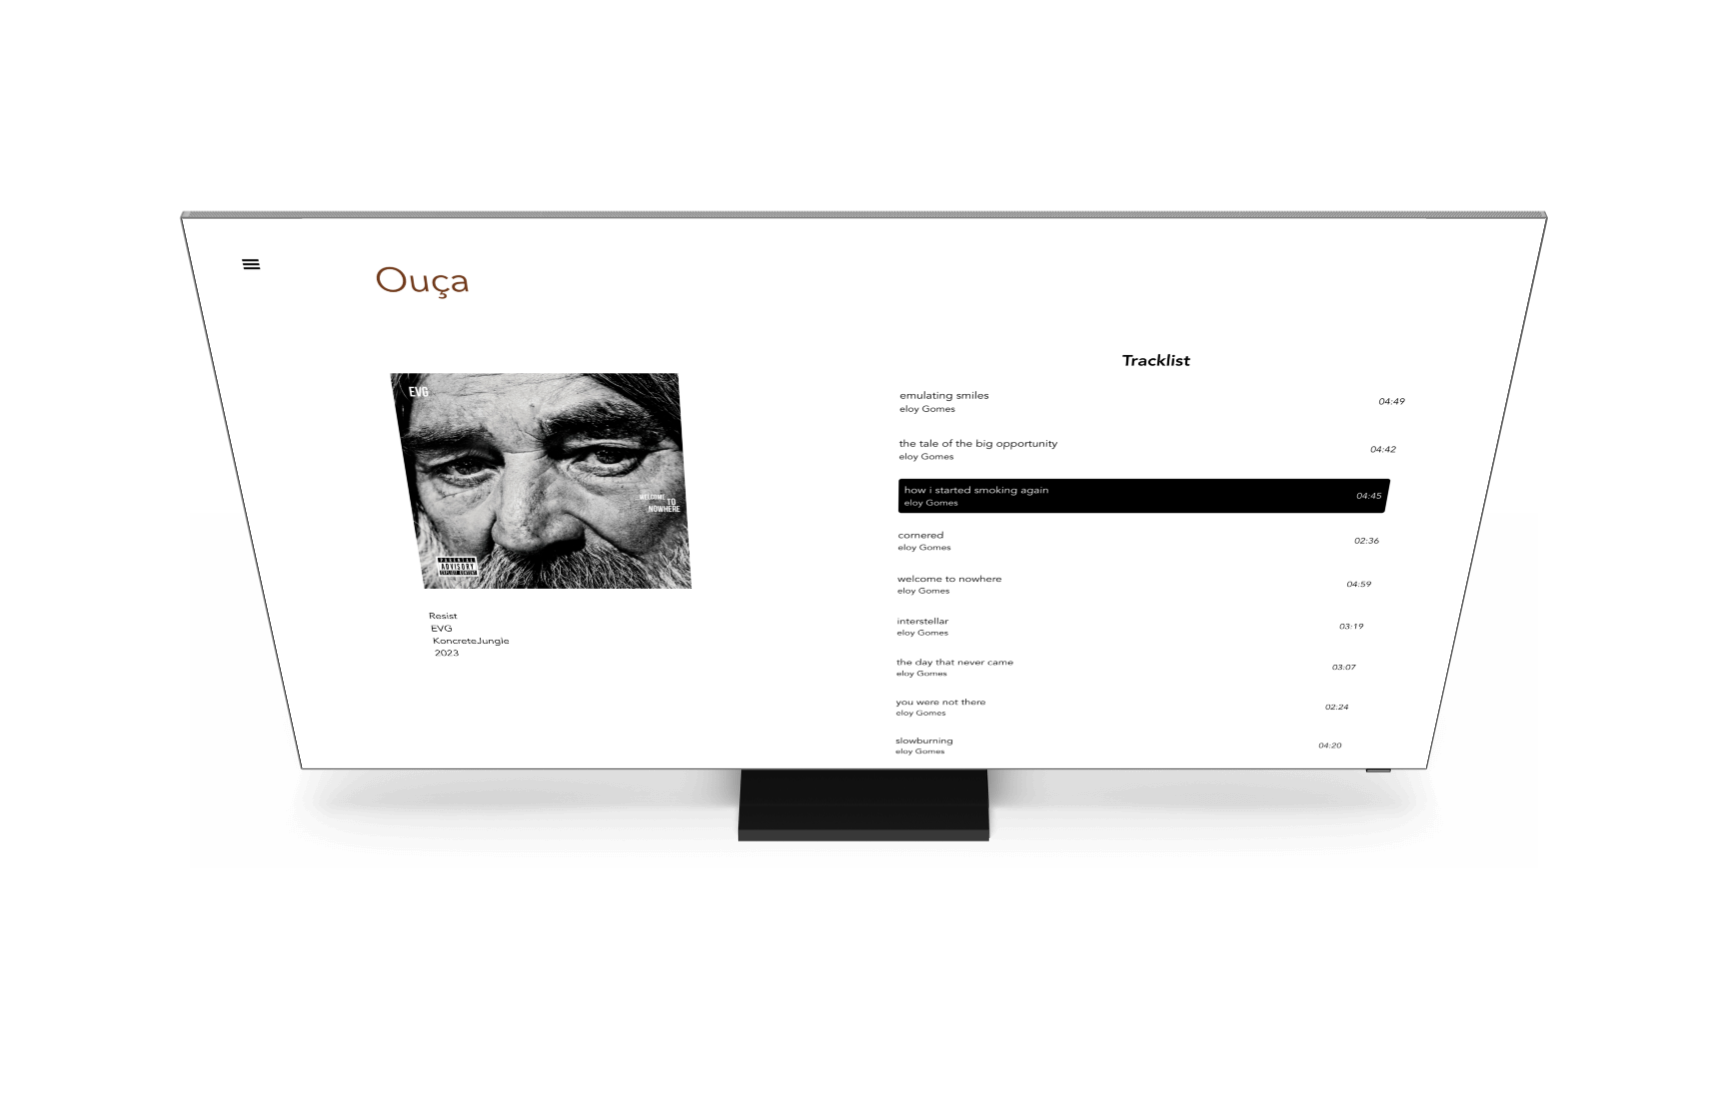 Ouça
EVG
WELCOME
TO
NOWHERE
PARENTAL
ADVISORY
EXPLICIT CONTENT
Resist
EVG
KoncreteJungle
2023
Tracklist
emulating smiles
eloy Gomes
04:49
the tale of the big opportunity
eloy Gomes
04:42
how i started smoking again
eloy Gomes
04:45
cornered
eloy Gomes
02:36
welcome to nowhere
eloy Gomes
04:59
interstellar
eloy Gomes
03:19
the day that never came
eloy Gomes
03:07
you were not there
eloy Gomes
02:24
slowburning
eloy Gomes
04:20